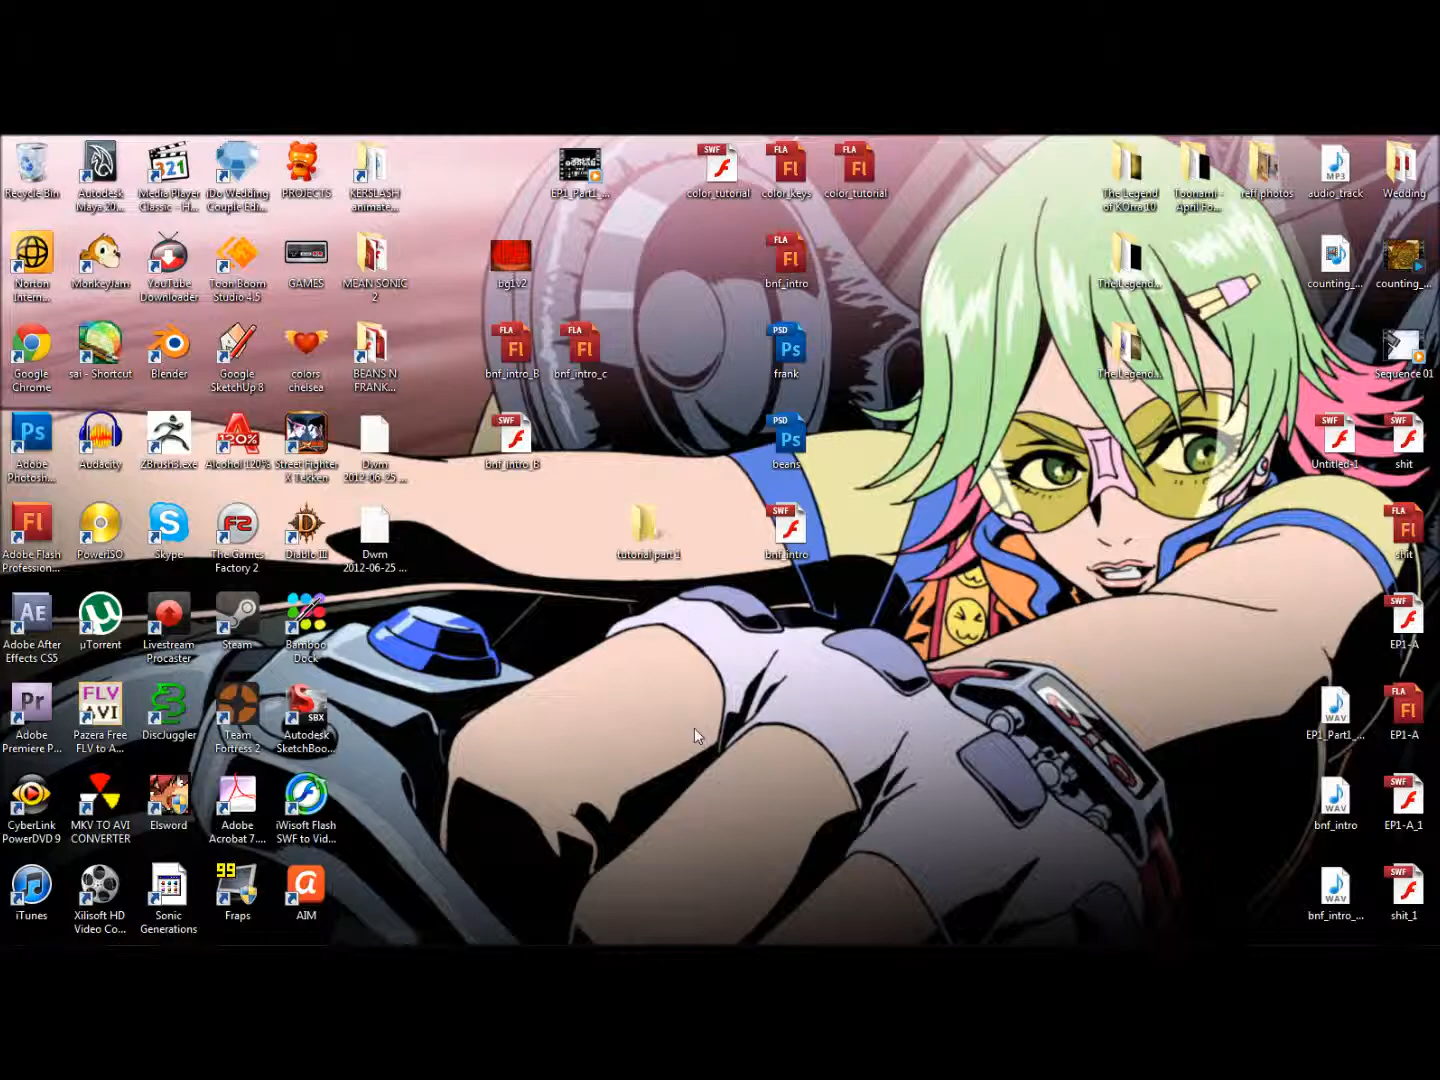 Recycle Bin
Autodesk
Maya 20...
Media Player
Classic - H...
iDo Wedding
Couple Edi...
PROJECTS
KERSLASH
animate...
EP1_Part1_...
color_tutorial
color_keys
color_tutorial
The Legend
of KOrra 10
Toonami -
April Fo...
reff photos
audio_track
Wedding
Norton
Intern...
MonkeyJam
YouTube
Downloader
Toon Boom
Studio 4.5
GAMES
MEAN SONIC
2
bg1v2
bnf_intro
The Legend...
counting_...
counting_...
Google
Chrome
sai - Shortcut
Blender
Google
SketchUp 8
colors
chelsea
BEANS N
FRANK...
bnf_intro_B
bnf_intro_c
frank
The Legend...
Sequence 01
Adobe
Photosh...
Audacity
ZBrush3.exe
Alcohol 120%
Street Fighter
X Tekken
Dwm
2012-06-25 ...
bnf_intro_B
beans
Untitled-1
shit
Adobe Flash
Profession...
PowerISO
Skype
The Games
Factory 2
Diablo III
Dwm
2012-06-25 ...
tutorial part 1
bnf_intro
shit
Adobe After
Effects CS5
µTorrent
Livestream
Procaster
Steam
Bamboo
Dock
EP1-A
Adobe
Premiere P...
Pazera Free
FLV to A...
DiscJuggler
Team
Fortress 2
Autodesk
SketchBoo...
EP1_Part1_...
EP1-A
CyberLink
PowerDVD 9
MKV TO AVI
CONVERTER
Elsword
Adobe
Acrobat 7....
iWisoft Flash
SWF to Vid...
bnf_intro
EP1-A_1
iTunes
Xilisoft HD
Video Co...
Sonic
Generations
Fraps
AIM
bnf_intro_...
shit_1